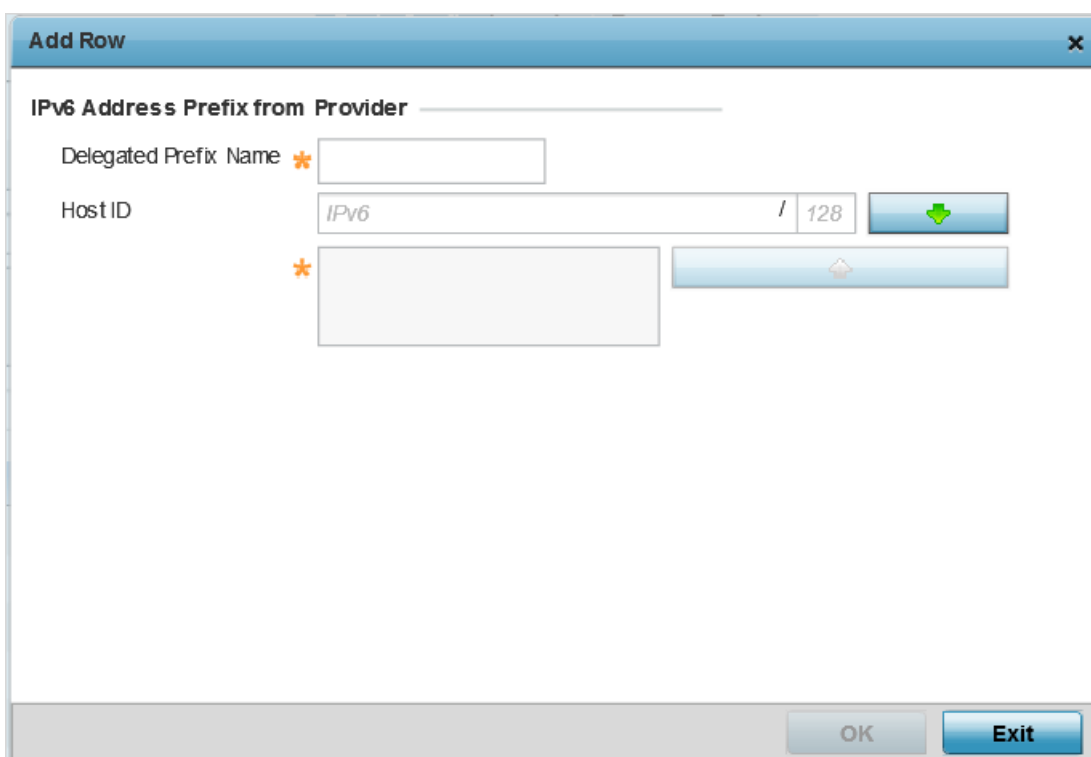 Add Row
IPv6 Address Prefix from Provider
Delegated Prefix Name *
Host ID IPv6 / 128
*
OK Exit